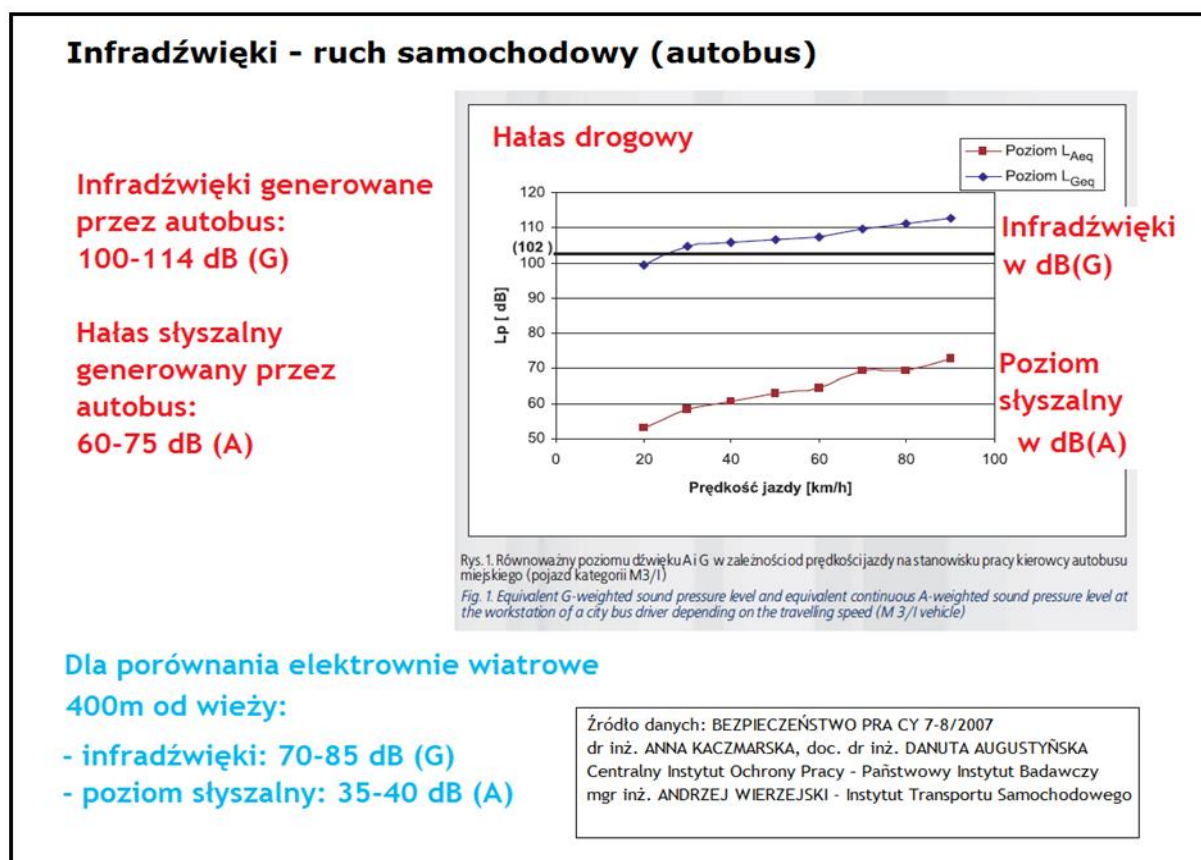 Infradźwięki - ruch samochodowy (autobus)
Infradźwięki generowane
przez autobus:
100-114 dB (G)
Hałas słyszalny
generowany przez
autobus:
60-75 dB (A)
Hałas drogowy
Poziom L Aeq
Poziom L Geq
120
110
(102 )
100
90
80
70
60
50
Lp [ dB]
0
20
40
60
80
100
Prędkość jazdy [km/h]
Infradźwięki
w dB(G)
Poziom
słyszalny
w dB(A)
Rys. 1. Równoważny poziomu dźwięku A i G w zależności od prędkości jazdy na stanowisku pracy kierowcy autobusu
miejskiego (pojazd kategorii M3/I)
Fig. 1. Equivalent G-weighted sound pressure level and equivalent continuous A-weighted sound pressure level at
the workstation of a city bus driver depending on the travelling speed (M 3/I vehicle)
Dla porównania elektrownie wiatrowe
400m od wieży:
- infradźwięki: 70-85 dB (G)
- poziom słyszalny: 35-40 dB (A)
Źródło danych: BEZPIECZEŃSTWO PRA CY 7-8/2007
dr inż. ANNA KACZMARSKA, doc. dr inż. DANUTA AUGUSTYŃSKA
Centralny Instytut Ochrony Pracy - Państwowy Instytut Badawczy
mgr inż. ANDRZEJ WIERZEJSKI - Instytut Transportu Samochodowego